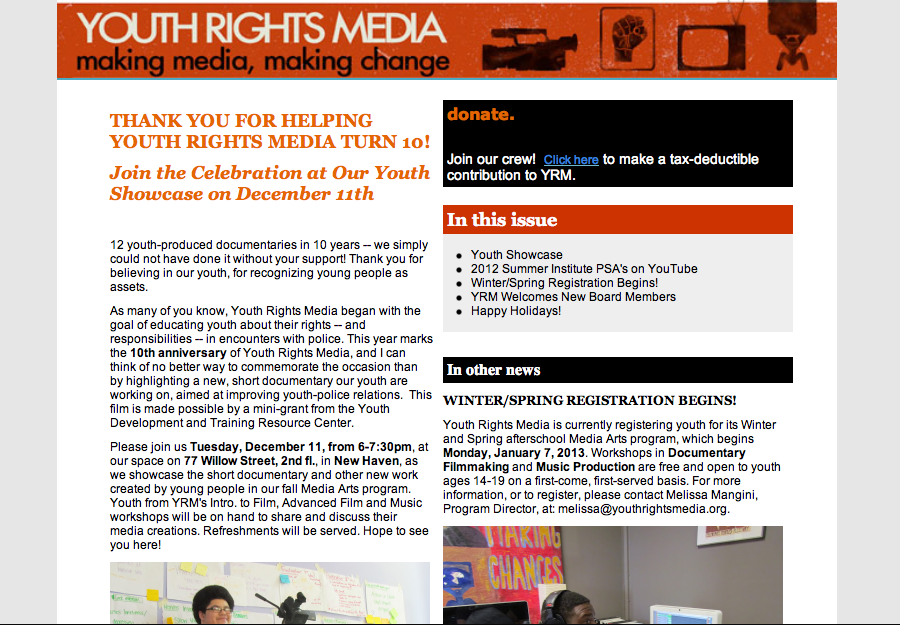 YOUTH RIGHTS MEDIA
making media, making change
THANK YOU FOR HELPING
YOUTH RIGHTS MEDIA TURN 10!
Join the Celebration at Our Youth
Showcase on December 11th
12 youth-produced documentaries in 10 years -- we simply
could not have done it without your support! Thank you for
believing in our youth, for recognizing young people as
assets.
As many of you know, Youth Rights Media began with the
goal of educating youth about their rights -- and
responsibilities -- in encounters with police. This year marks
the 10th anniversary of Youth Rights Media, and I can
think of no better way to commemorate the occasion than
by highlighting a new, short documentary our youth are
working on, aimed at improving youth-police relations. This
film is made possible by a mini-grant from the Youth
Development and Training Resource Center.
Please join us Tuesday, December 11, from 6-7:30pm, at
our space on 77 Willow Street, 2nd fl., in New Haven, as
we showcase the short documentary and other new work
created by young people in our fall Media Arts program.
Youth from YRM's Intro. to Film, Advanced Film and Music
workshops will be on hand to share and discuss their
media creations. Refreshments will be served. Hope to see
you here!
donate.
Join our crew! Click here to make a tax-deductible
contribution to YRM.
In this issue
Youth Showcase
2012 Summer Institute PSA's on YouTube
Winter/Spring Registration Begins!
YRM Welcomes New Board Members
Happy Holidays!
In other news
WINTER/SPRING REGISTRATION BEGINS!
Youth Rights Media is currently registering youth for its Winter
and Spring afterschool Media Arts program, which begins
Monday, January 7, 2013. Workshops in Documentary
Filmmaking and Music Production are free and open to youth
ages 14-19 on a first-come, first-served basis. For more
information, or to register, please contact Melissa Mangini,
Program Director, at: melissa@youthrightsmedia.org.
MAKING
CHANGES